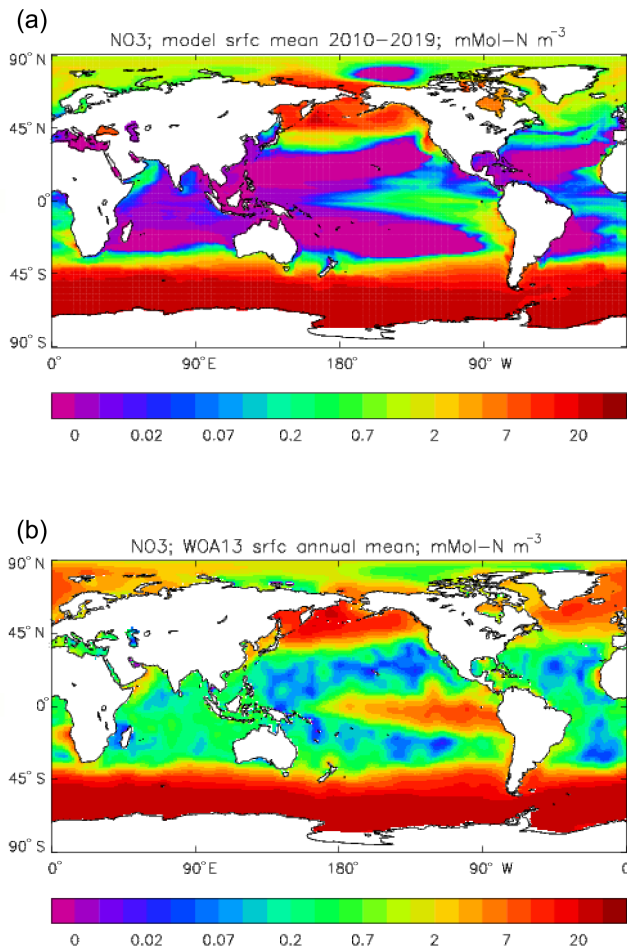 (a)
NO3; model srfc mean 2010−2019; mMol−N m⁻³
90° N
45° N
0°
45° S
90° S
0° 90° E 180° 90° W
0 0.02 0.07 0.2 0.7 2 7 20
(b)
NO3; WOA13 srfc annual mean; mMol−N m⁻³
90° N
45° N
0°
45° S
90° S
0° 90° E 180° 90° W 0
0 0.02 0.07 0.2 0.7 2 7 20